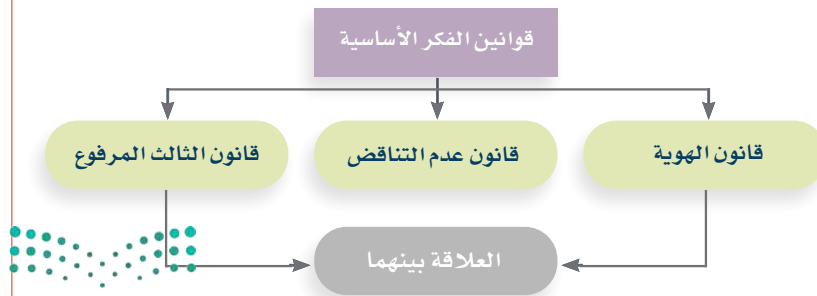 قوانين الفكر الأساسية
قانون الهوية
قانون عدم التناقض
قانون الثالث المرفوع
العلاقة بينهما